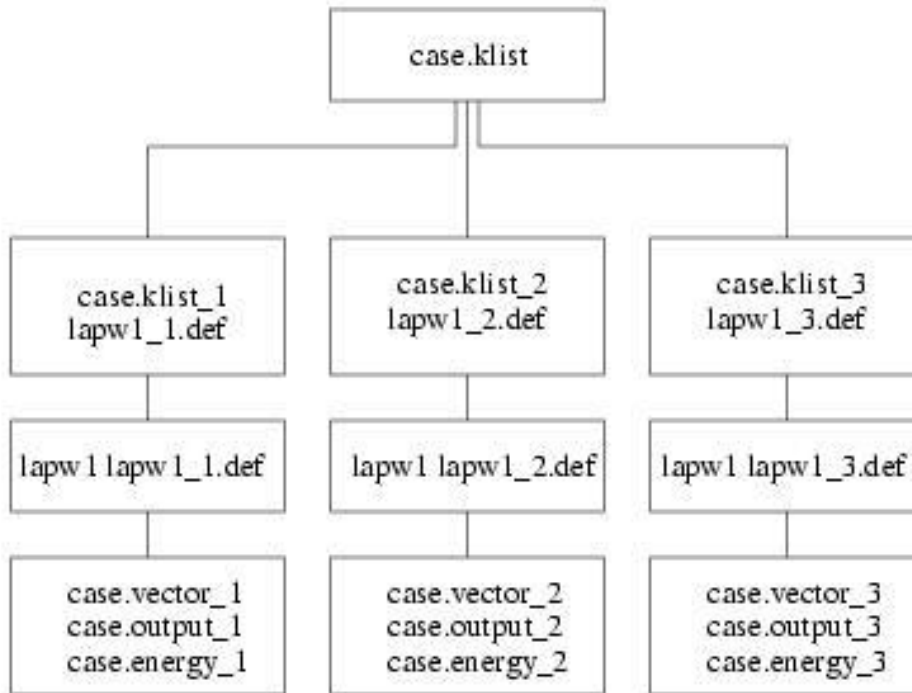 case.klist
case.klist_1
lapw1_1.def
case.klist_2
lapw1_2.def
case.klist_3
lapw1_3.def
lapw1 lapw1_1.def
lapw1 lapw1_2.def
lapw1 lapw1_3.def
case.vector_1
case.output_1
case.energy_1
case.vector_2
case.output_2
case.energy_2
case.vector_3
case.output_3
case.energy_3